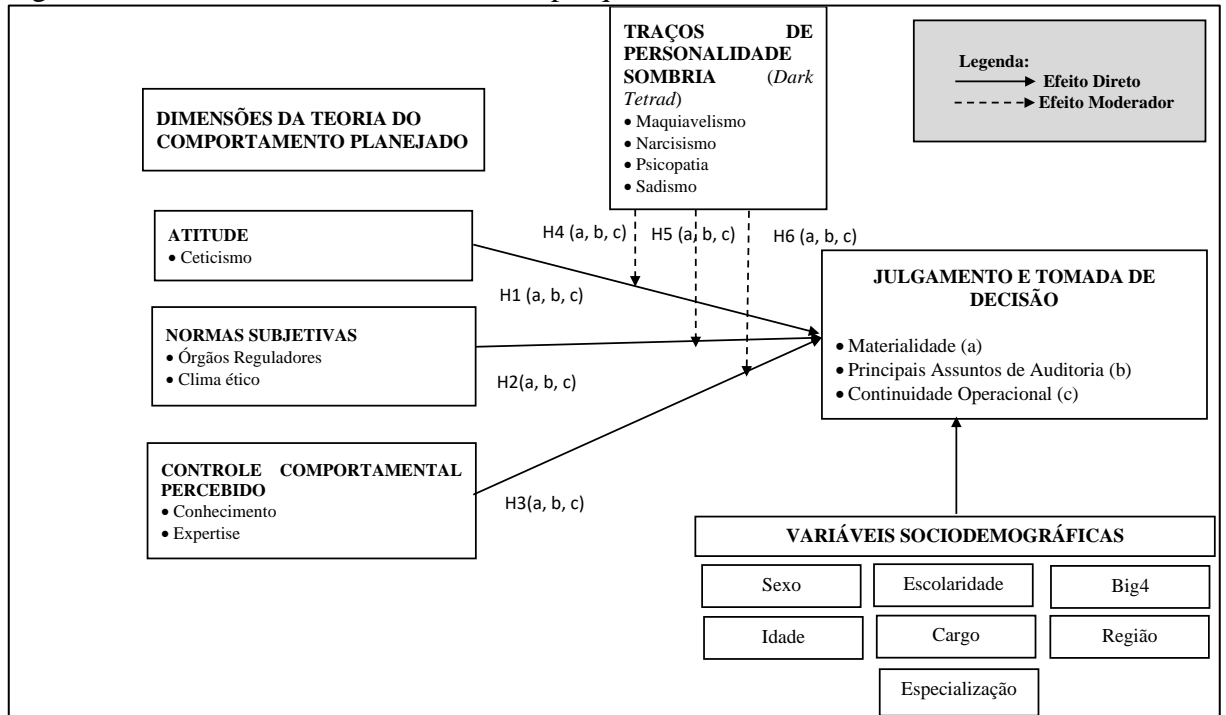 TRAÇOS DE
PERSONALIDADE
SOMBRIA (Dark
Tetrad)
• Maquiavelismo
• Narcisismo
• Psicopatia
• Sadismo
Legenda:
Efeito Direto
Efeito Moderador
DIMENSÕES DA TEORIA DO
COMPORTAMENTO PLANEJADO
ATITUDE
• Ceticismo
H4 (a, b, c)
H5 (a, b, c)
H6 (a, b, c)
H1 (a, b, c)
NORMAS SUBJETIVAS
• Órgãos Reguladores
• Clima ético
H2(a, b, c)
CONTROLE COMPORTAMENTAL
PERCEBIDO
• Conhecimento
• Expertise
H3(a, b, c)
JULGAMENTO E TOMADA DE
DECISÃO
• Materialidade (a)
• Principais Assuntos de Auditoria (b)
• Continuidade Operacional (c)
VARIÁVEIS SOCIODEMOGRÁFICAS
Sexo
Escolaridade
Big4
Idade
Cargo
Região
Especialização